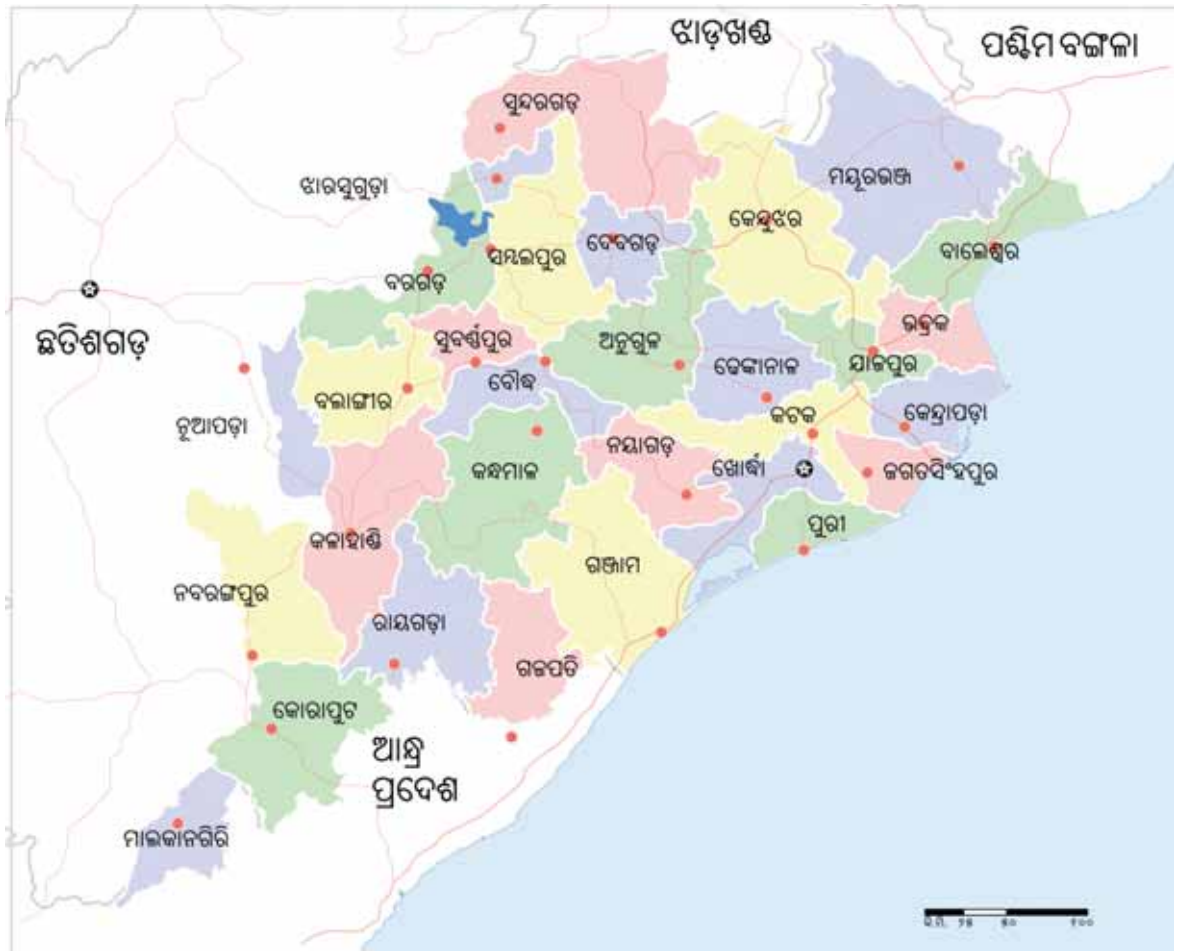 ଝାଡ଼ଖଣ୍ଡ
ପଶ୍ଚିମ ବଙ୍ଗଳା
ସୁନ୍ଦରଗଡ଼
ଝାରସୁଗୁଡ଼ା
ମୟୂରଭଞ୍ଜ
କେନ୍ଦୁଝର
ସମ୍ବଲପୁର
ଦେବଗଡ଼
ବାଲେଶ୍ୱର
ବରଗଡ଼
ଛତିଶଗଡ଼
ସୁବର୍ଣ୍ଣପୁର
ଅନୁଗୁଳ
ଭଦ୍ରକ
ବୌଦ୍ଧ
ଢେଙ୍କାନାଳ
ଯାଜପୁର
ବଲାଙ୍ଗୀର
ନୂଆପଡ଼ା
କଟକ
କେନ୍ଦ୍ରାପଡ଼ା
ନୟାଗଡ଼
କନ୍ଧମାଳ
ଖୋର୍ଦ୍ଧା
ଜଗତସିଂହପୁର
ପୁରୀ
କଳାହାଣ୍ଡି
ଗଞ୍ଜାମ
ନବରଙ୍ଗପୁର
ରାୟଗଡ଼ା
ଗଜପତି
କୋରାପୁଟ
ଆନ୍ଧ୍ର
ପ୍ରଦେଶ
ମାଲକାନଗିରି